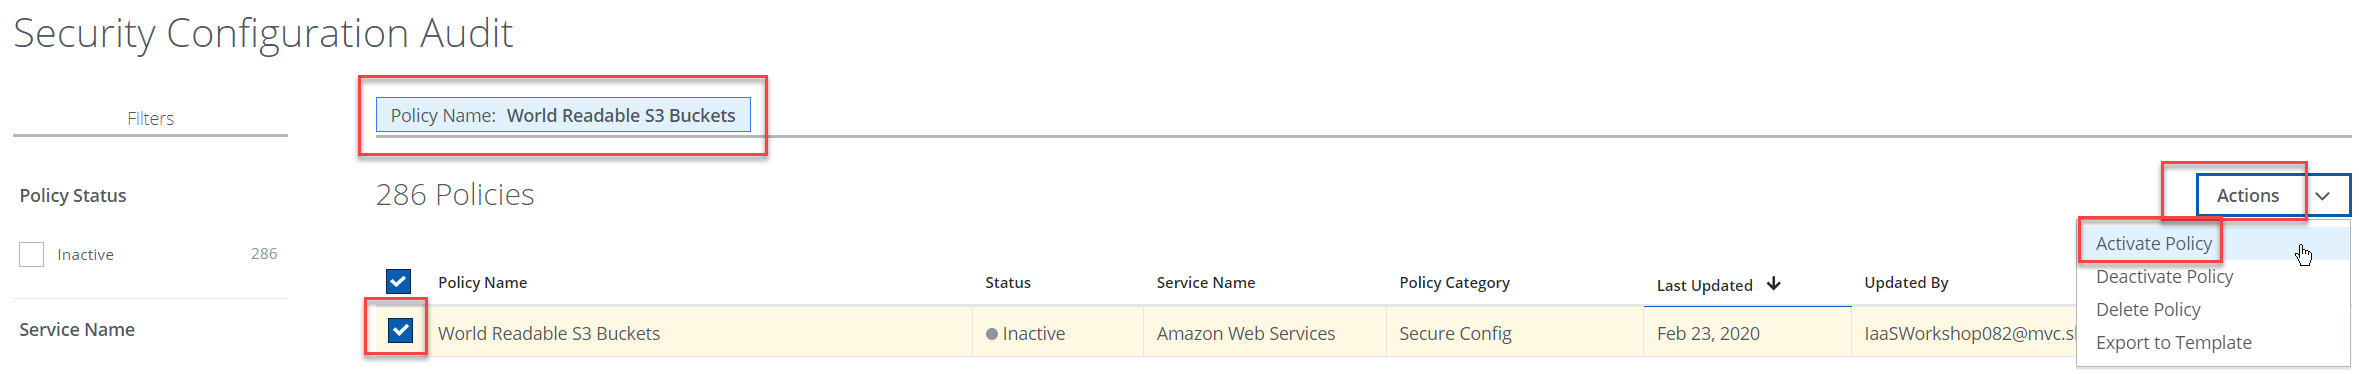 Security Configuration Audit
Filters
Policy Name: World Readable S3 Buckets
Policy Status
286 Policies
Actions
Inactive 286
Activate Policy
Deactivate Policy
Delete Policy
Export to Template
Policy Name Status Service Name Policy Category Last Updated Updated By
Service Name
World Readable S3 Buckets Inactive Amazon Web Services Secure Config Feb 23, 2020 IaaSWorkshop082@mvc.s